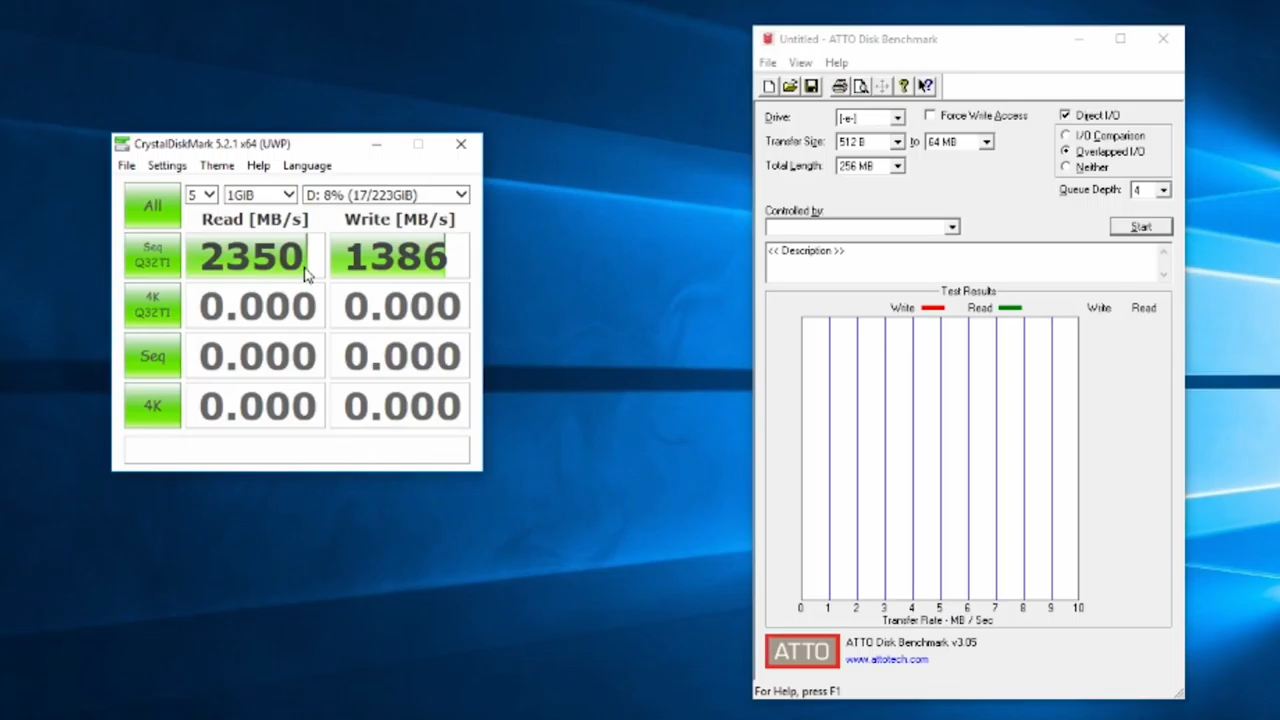 CrystalDiskMark 5.2.1 x64 (UWP)
File Settings Theme Help Language
All 5 1GiB D: 8% (17/223GiB)
Read [MB/s] Write [MB/s]
Seq
Q32T1
2350 1386
4K
Q32T1
0.000 0.000
Seq 0.000 0.000
4K 0.000 0.000
Untitled - ATTO Disk Benchmark
File View Help
Drive: [-e-] Force Write Access Direct I/O
Transfer Size: 512 B to 64 MB I/O Comparison
Overlapped I/O
Total Length: 256 MB Neither
Queue Depth: 4
Controlled by:
Start
<< Description >>
Test Results
Write Read Write Read
0 1 2 3 4 5 6 7 8 9 10
Transfer Rate - MB / Sec
ATTO
ATTO Disk Benchmark v3.05
www.attotech.com
For Help, press F1